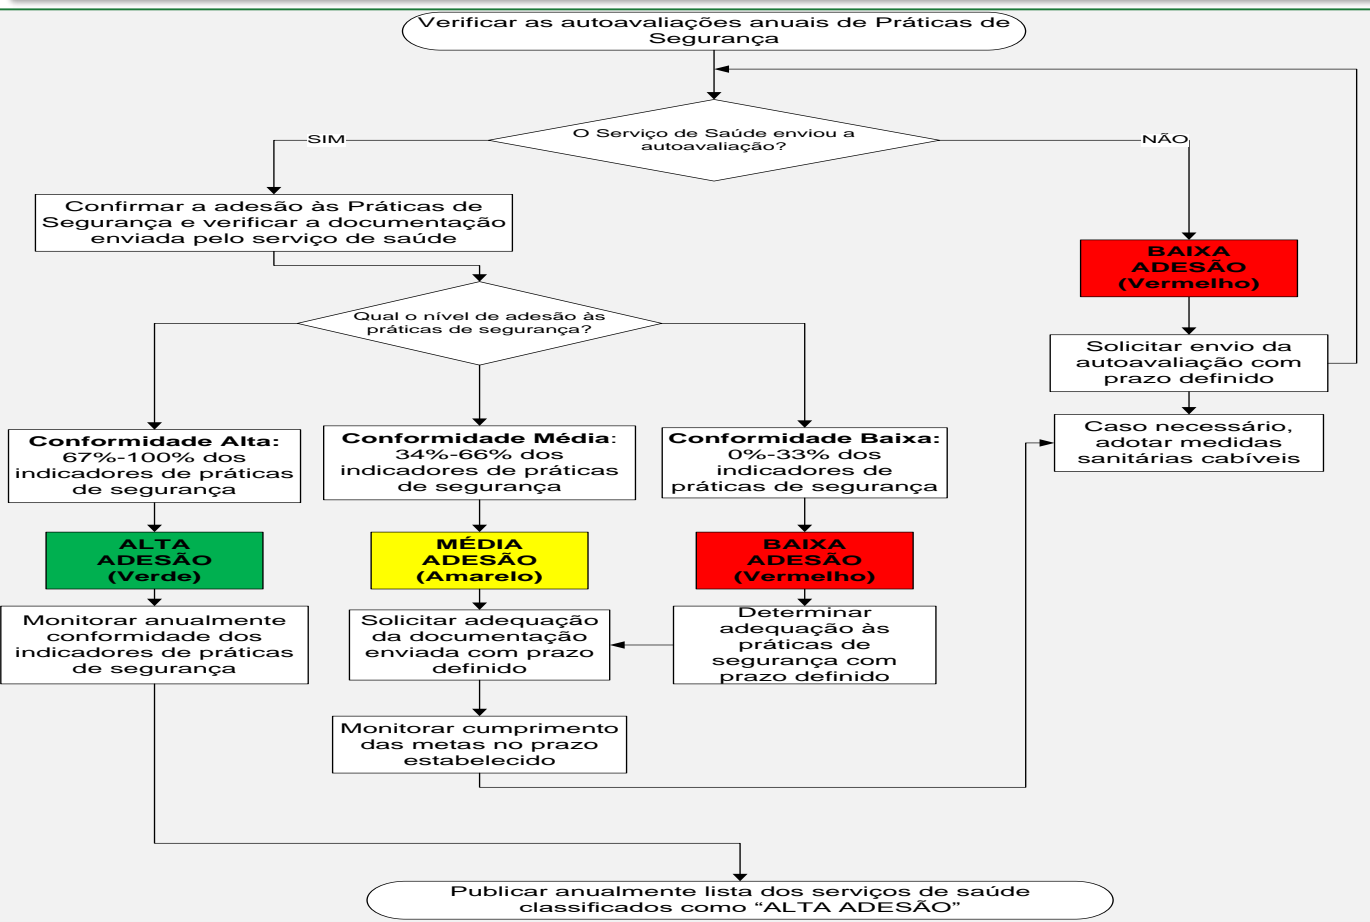 Verificar as autoavaliações anuais de Práticas de
Segurança
O Serviço de Saúde enviou a
autoavaliação?
SIM
NÃO
Confirmar a adesão às Práticas de
Segurança e verificar a documentação
enviada pelo serviço de saúde
BAIXA
ADESÃO
(Vermelho)
Qual o nível de adesão às
práticas de segurança?
Solicitar envio da
autoavaliação com
prazo definido
Caso necessário,
adotar medidas
sanitárias cabíveis
Conformidade Alta:
67%-100% dos
indicadores de práticas
de segurança
Conformidade Média:
34%-66% dos
indicadores de práticas
de segurança
Conformidade Baixa:
0%-33% dos
indicadores de
práticas de segurança
ALTA
ADESÃO
(Verde)
MÉDIA
ADESÃO
(Amarelo)
BAIXA
ADESÃO
(Vermelho)
Monitorar anualmente
conformidade dos
indicadores de práticas
de segurança
Solicitar adequação
da documentação
enviada com prazo
definido
Determinar
adequação às
práticas de
segurança com
prazo definido
Monitorar cumprimento
das metas no prazo
estabelecido
Publicar anualmente lista dos serviços de saúde
classificados como “ALTA ADESÃO”